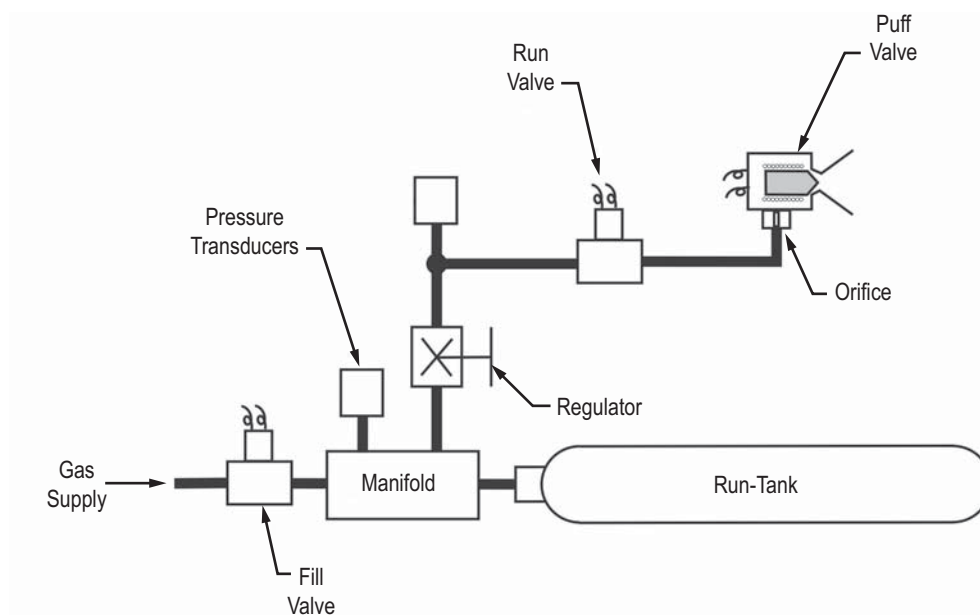 Puff
Valve
Run
Valve
Pressure
Transducers
Orifice
Regulator
Gas
Supply
Manifold
Run-Tank
Fill
Valve